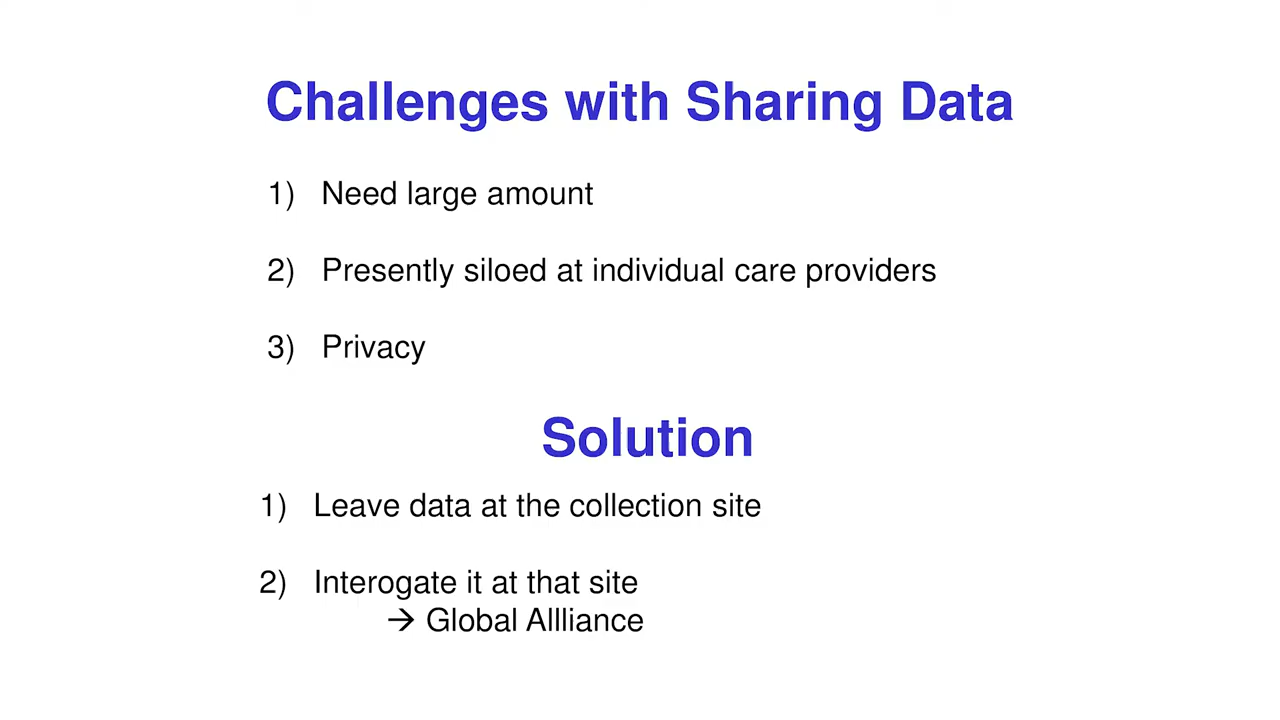 Challenges with Sharing Data
1) Need large amount
2) Presently siloed at individual care providers
3) Privacy
Solution
1) Leave data at the collection site
2) Interogate it at that site
→ Global Allliance